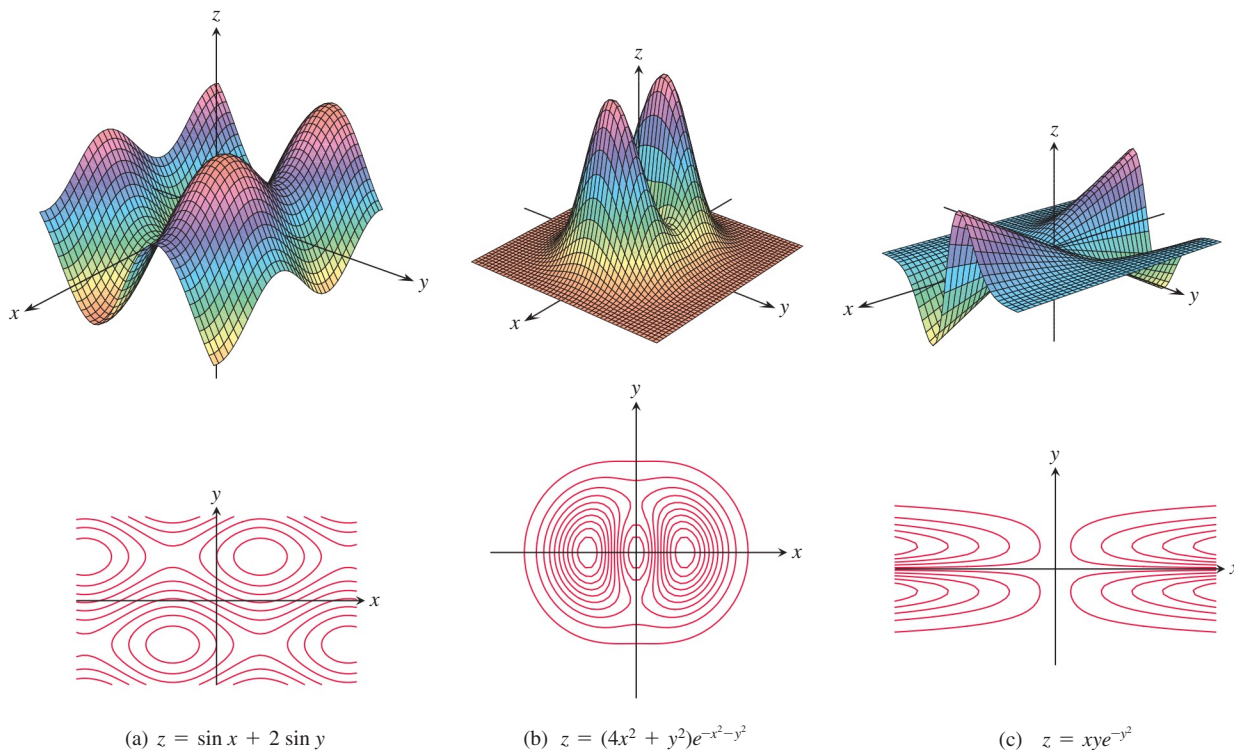 z
x
y
z
x
y
z
x
y
y
x
y
x
y
x
(a) z = sin x + 2 sin y
(b) z = (4x² + y²)e^{-x²-y²}
(c) z = xye^{-y²}